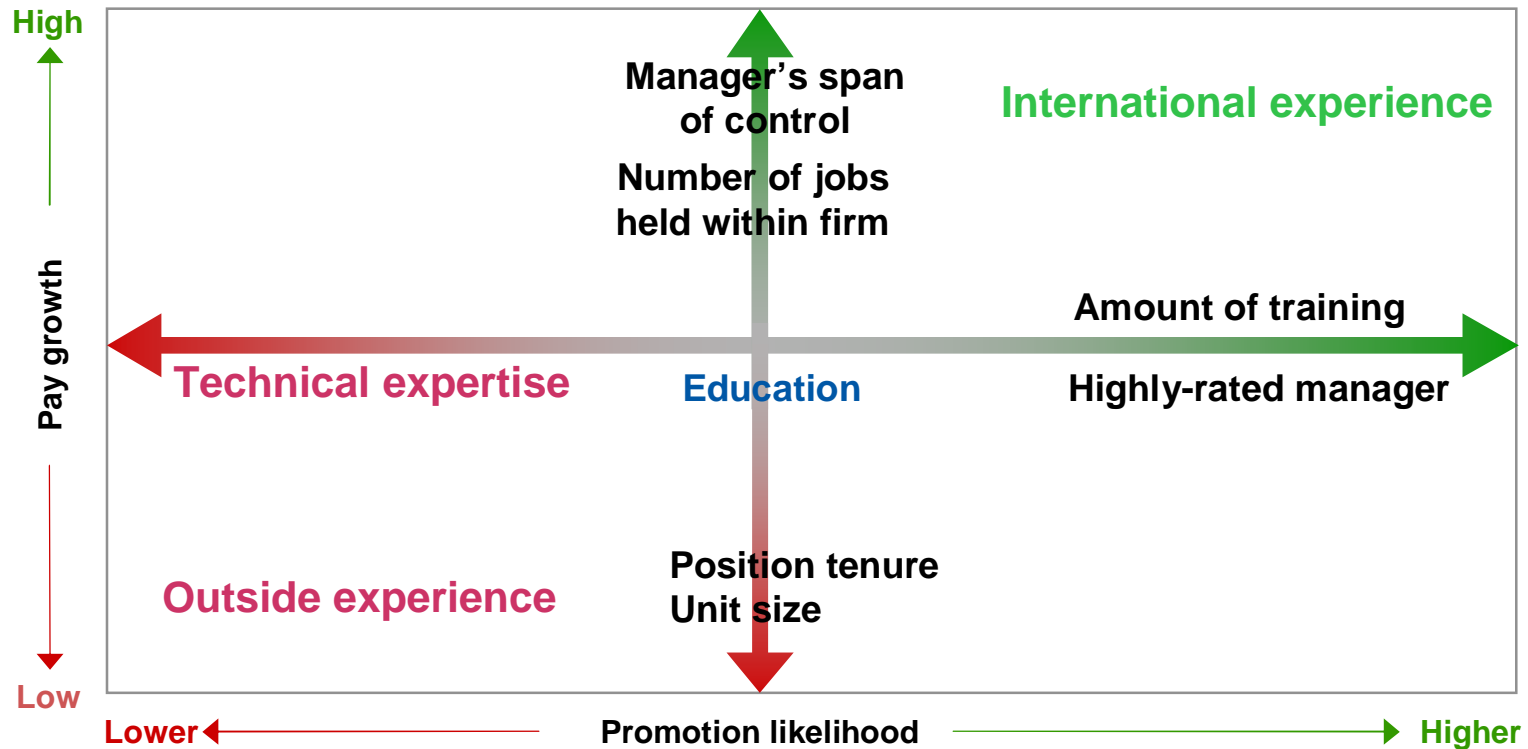 High
Manager’s span
of control
International experience
Number of jobs
held within firm
Pay growth
Amount of training
Technical expertise
Education
Highly-rated manager
Position tenure
Unit size
Outside experience
Low
Lower
Promotion likelihood
Higher